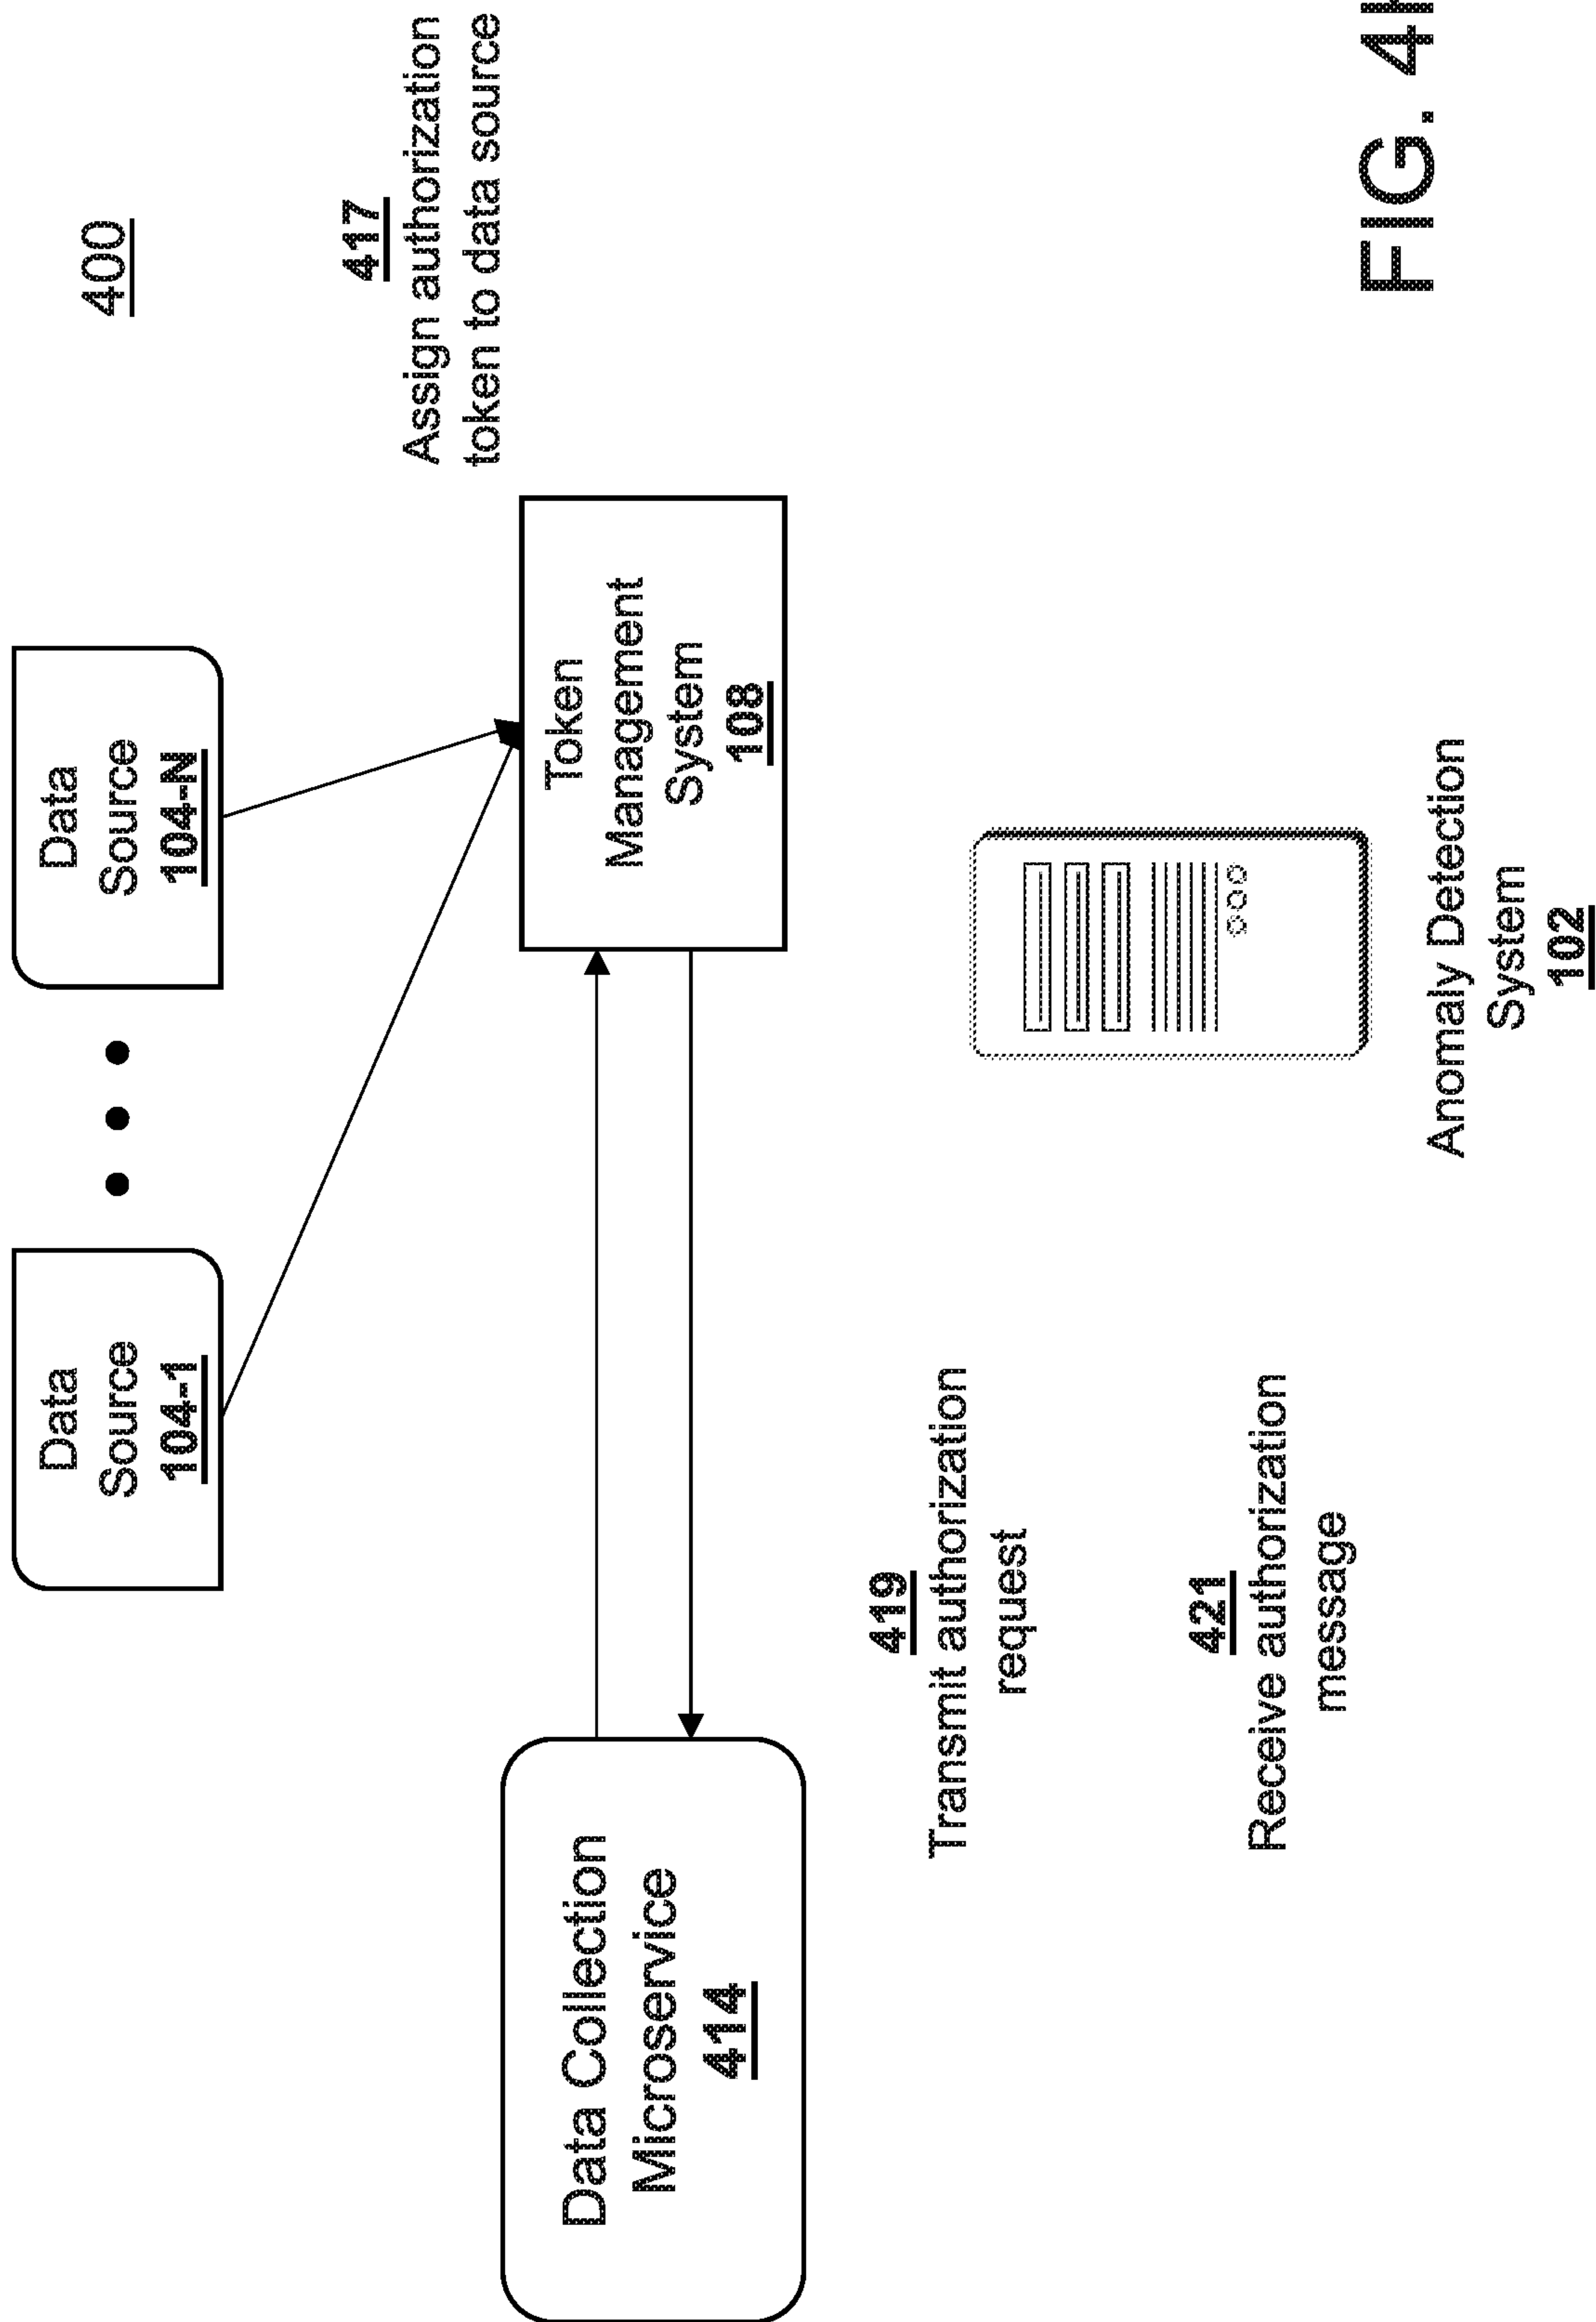 400
Data
Source
104-1
Data
Source
104-N
417
Assign authorization
token to data source
Data Collection
Microservice
414
Token
Management
System
108
419
Transmit authorization
request
421
Receive authorization
message
Anomaly Detection
System
102
FIG. 4